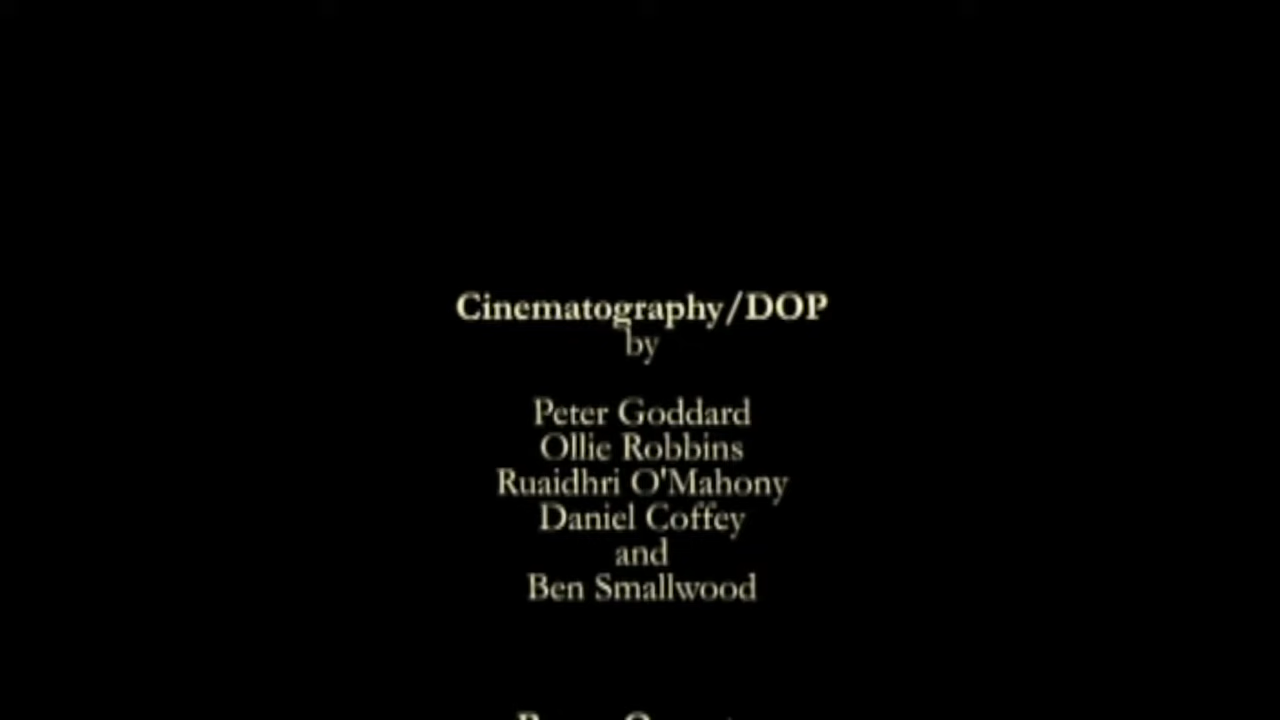 Cinematography/DOP
by
Peter Goddard
Ollie Robbins
Ruaidhri O'Mahony
Daniel Coffey
and
Ben Smallwood